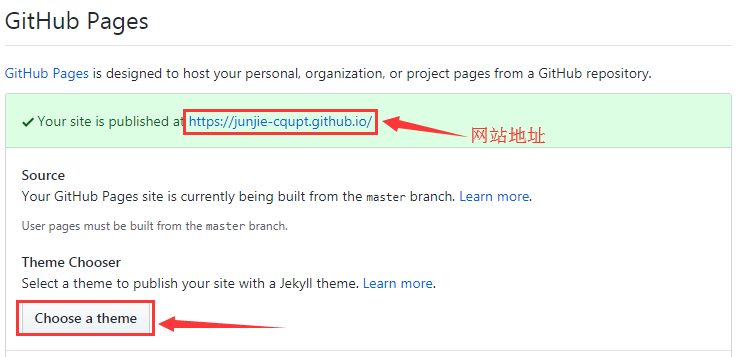 GitHub Pages
GitHub Pages is designed to host your personal, organization, or project pages from a GitHub repository.
Your site is published at https://junjie-cqupt.github.io/
网站地址
Source
Your GitHub Pages site is currently being built from the master branch. Learn more.
User pages must be built from the master branch.
Theme Chooser
Select a theme to publish your site with a Jekyll theme. Learn more.
Choose a theme